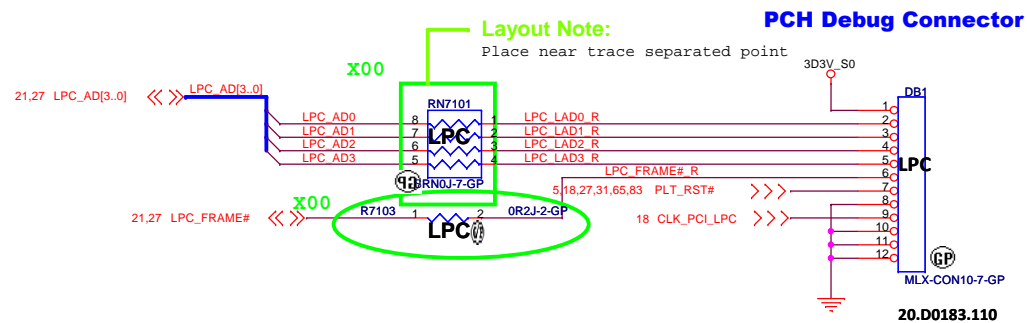 PCH Debug Connector
Layout Note:
Place near trace separated point
X00
3D3V_S0
21,27 LPC_AD[3..0]
LPC_AD[3..0]
RN7101
DB1
LPC_AD0 8 1 LPC_LAD0_R
LPC_AD1 7 2 LPC_LAD1_R
LPC_AD2 6 3 LPC_LAD2_R
LPC_AD3 5 4 LPC_LAD3_R
LPC
1
2
3
4
5
6
7
8
9
10
11
12
LPC
LPC_FRAME#_R
GP
SRN0J-7-GP
5,18,27,31,65,83 PLT_RST#
X00
21,27 LPC_FRAME#
R7103 1 2 0R2J-2-GP
LPC
18 CLK_PCI_LPC
GP
MLX-CON10-7-GP
20.D0183.110